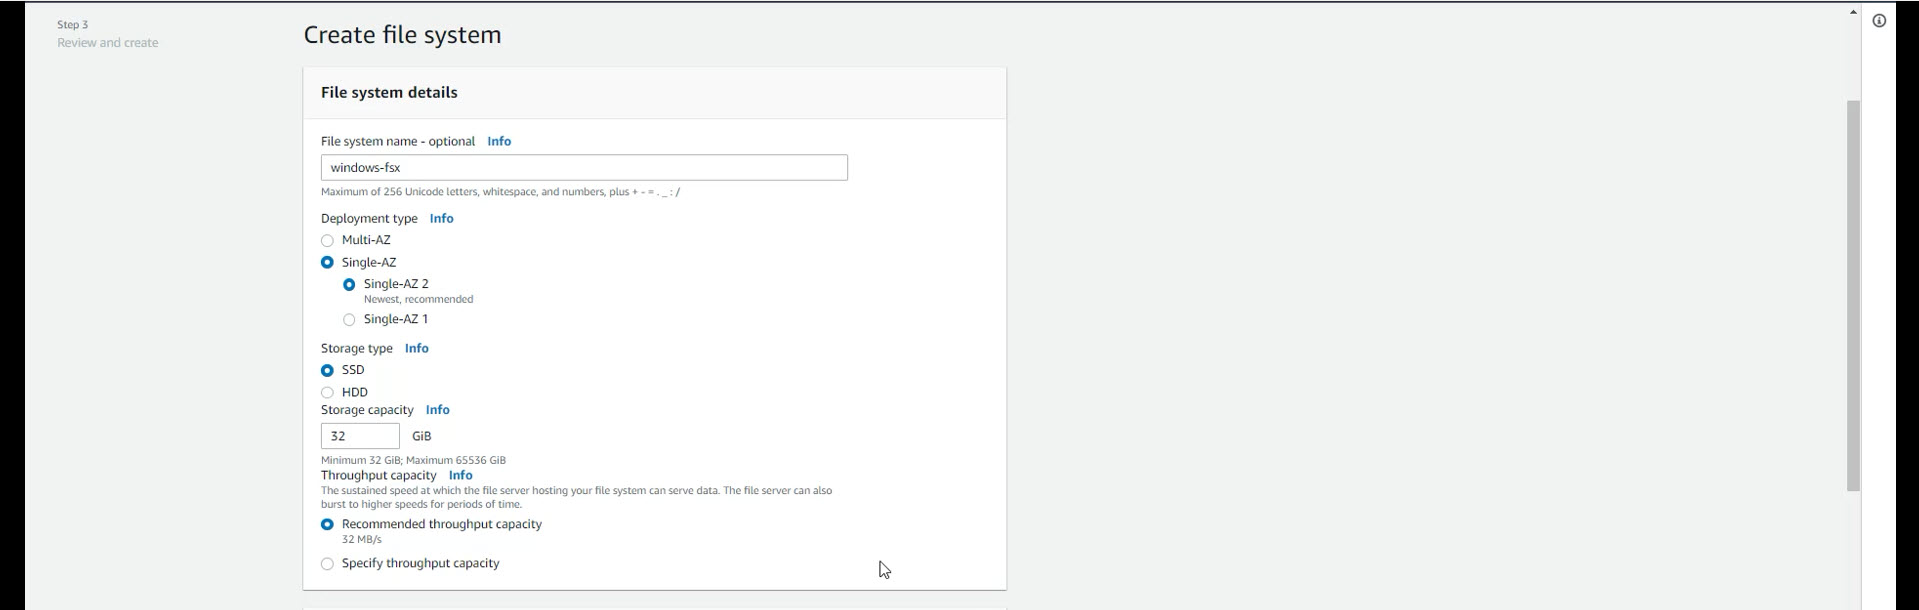 Step 3
Review and create
Create file system
File system details
File system name - optional Info
windows-fsx
Maximum of 256 Unicode letters, whitespace, and numbers, plus + - = . _ : /
Deployment type Info
Multi-AZ
Single-AZ
Single-AZ 2
Newest, recommended
Single-AZ 1
Storage type Info
SSD
HDD
Storage capacity Info
32 GiB
Minimum 32 GiB; Maximum 65536 GiB
Throughput capacity Info
The sustained speed at which the file server hosting your file system can serve data. The file server can also
burst to higher speeds for periods of time.
Recommended throughput capacity
32 MB/s
Specify throughput capacity